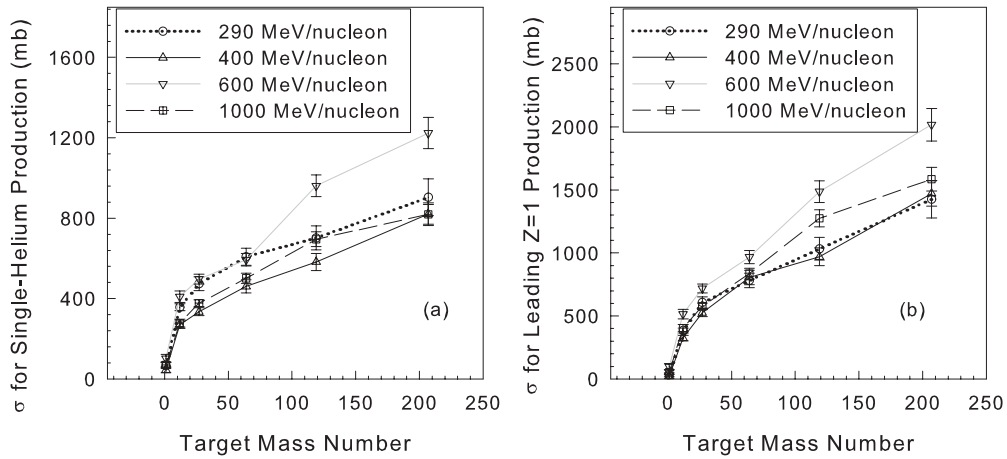 σ for Single-Helium Production (mb)
1600
1200
800
400
0
290 MeV/nucleon
400 MeV/nucleon
600 MeV/nucleon
1000 MeV/nucleon
(a)
0 50 100 150 200 250
Target Mass Number
σ for Leading Z=1 Production (mb)
2500
2000
1500
1000
500
0
290 MeV/nucleon
400 MeV/nucleon
600 MeV/nucleon
1000 MeV/nucleon
(b)
0 50 100 150 200 250
Target Mass Number